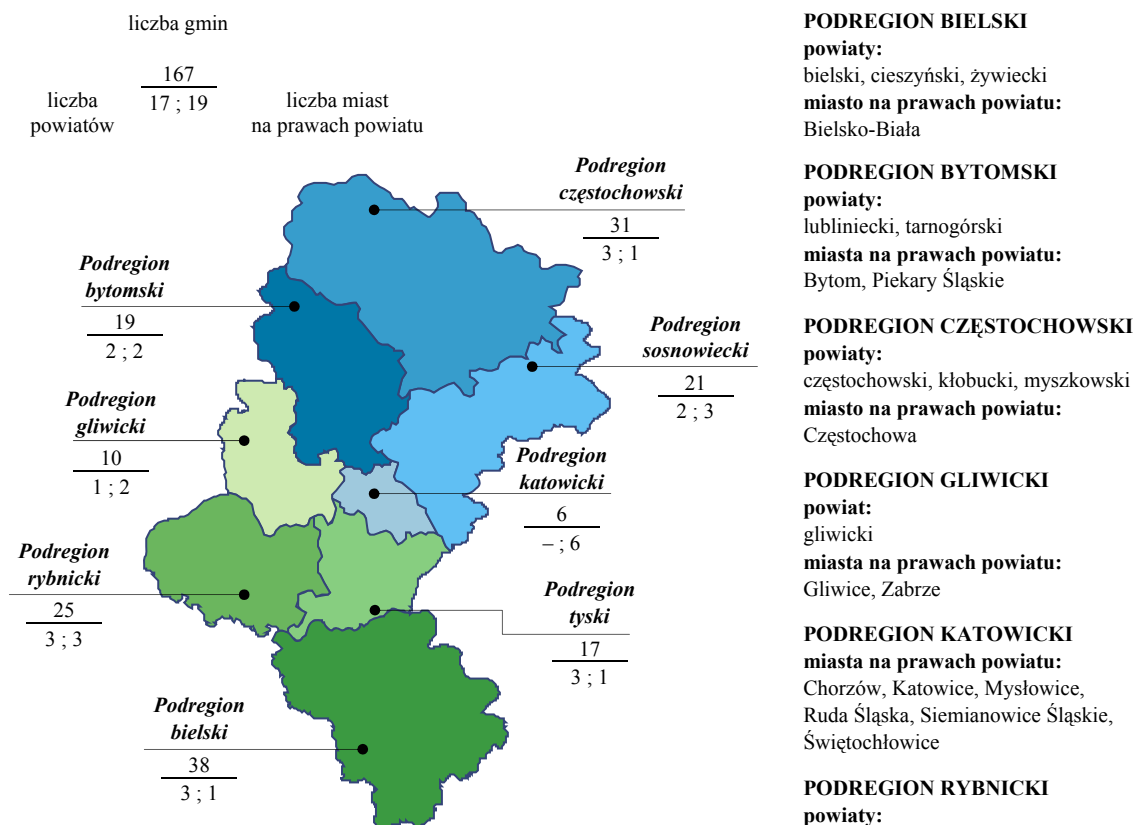 liczba gmin
167
17 ; 19
liczba
powiatów
liczba miast
na prawach powiatu
Podregion
częstochowski
31
3 ; 1
Podregion
bytomski
19
2 ; 2
Podregion
sosnowiecki
21
2 ; 3
Podregion
gliwicki
10
1 ; 2
Podregion
katowicki
6
– ; 6
Podregion
rybnicki
25
3 ; 3
Podregion
tyski
17
3 ; 1
Podregion
bielski
38
3 ; 1
PODREGION BIELSKI
powiaty:
bielski, cieszyński, żywiecki
miasto na prawach powiatu:
Bielsko-Biała
PODREGION BYTOMSKI
powiaty:
lubliniecki, tarnogórski
miasta na prawach powiatu:
Bytom, Piekary Śląskie
PODREGION CZĘSTOCHOWSKI
powiaty:
częstochowski, kłobucki, myszkowski
miasto na prawach powiatu:
Częstochowa
PODREGION GLIWICKI
powiat:
gliwicki
miasta na prawach powiatu:
Gliwice, Zabrze
PODREGION KATOWICKI
miasta na prawach powiatu:
Chorzów, Katowice, Mysłowice,
Ruda Śląska, Siemianowice Śląskie,
Świętochłowice
PODREGION RYBNICKI
powiaty: